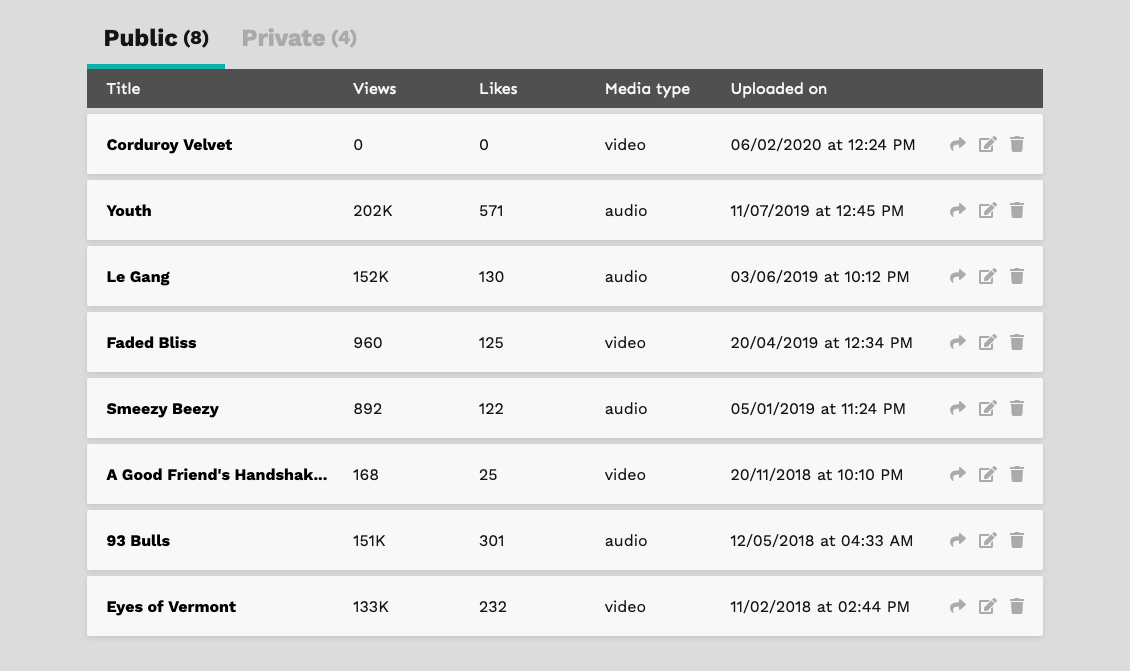 Public (8) Private (4)
Title Views Likes Media type Uploaded on
Corduroy Velvet 0 0 video 06/02/2020 at 12:24 PM
Youth 202K 571 audio 11/07/2019 at 12:45 PM
Le Gang 152K 130 audio 03/06/2019 at 10:12 PM
Faded Bliss 960 125 video 20/04/2019 at 12:34 PM
Smeezy Beezy 892 122 audio 05/01/2019 at 11:24 PM
A Good Friend's Handshak... 168 25 video 20/11/2018 at 10:10 PM
93 Bulls 151K 301 audio 12/05/2018 at 04:33 AM
Eyes of Vermont 133K 232 video 11/02/2018 at 02:44 PM